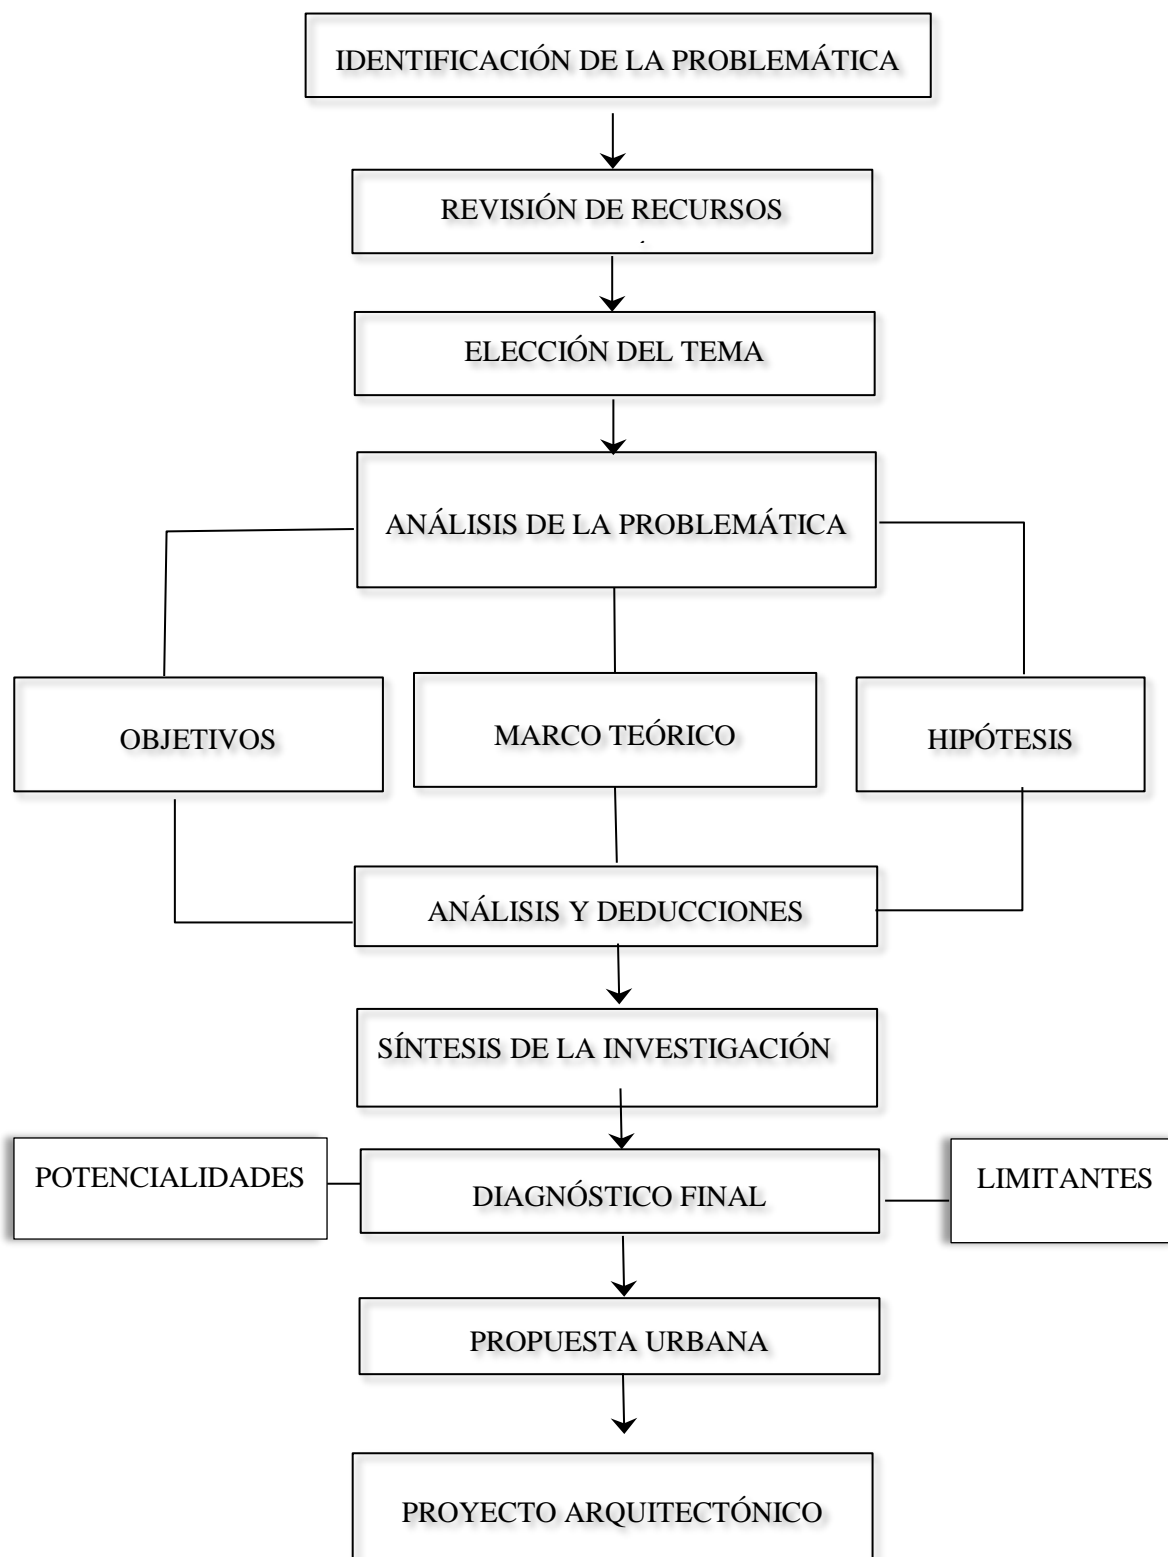 IDENTIFICACIÓN DE LA PROBLEMÁTICA
REVISIÓN DE RECURSOS
ELECCIÓN DEL TEMA
ANÁLISIS DE LA PROBLEMÁTICA
OBJETIVOS
MARCO TEÓRICO
HIPÓTESIS
ANÁLISIS Y DEDUCCIONES
SÍNTESIS DE LA INVESTIGACIÓN
POTENCIALIDADES
DIAGNÓSTICO FINAL
LIMITANTES
PROPUESTA URBANA
PROYECTO ARQUITECTÓNICO